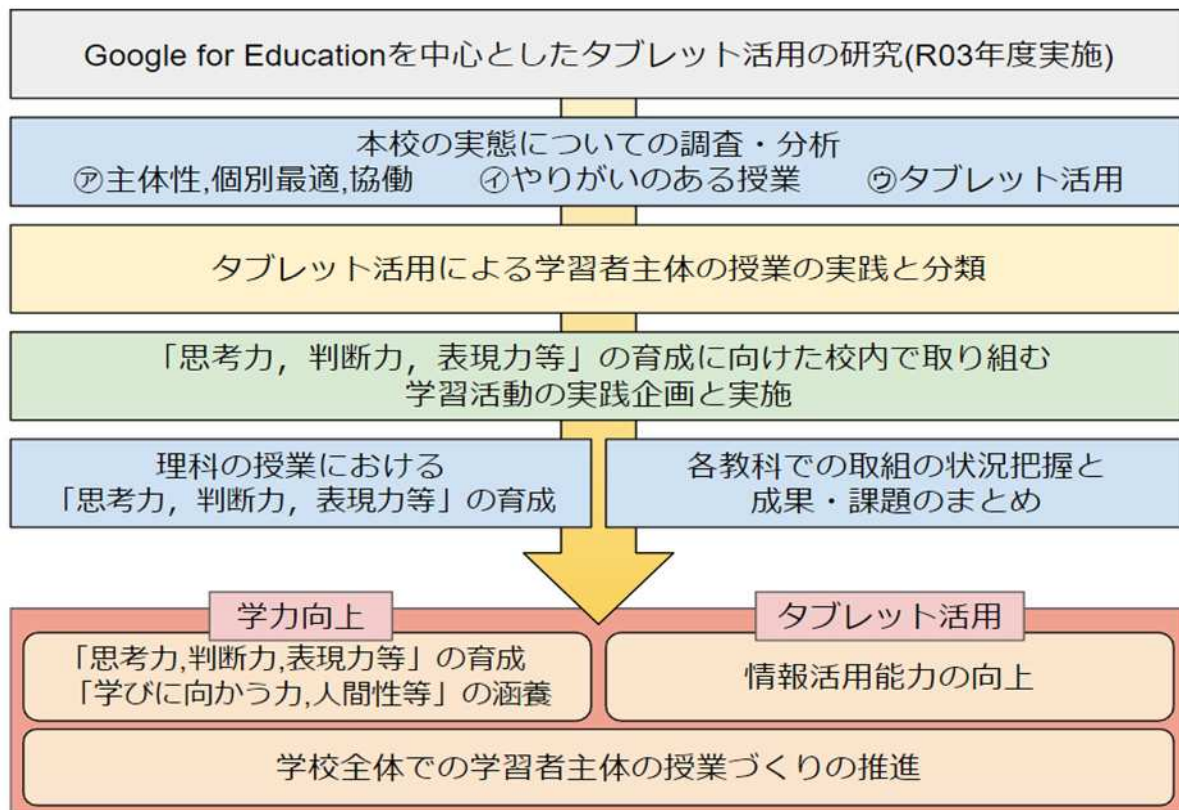 Google for Educationを中心としたタブレット活用の研究(R03年度実施)
本校の実態についての調査・分析
㋐主体性,個別最適,協働　㋑やりがいのある授業　㋒タブレット活用
タブレット活用による学習者主体の授業の実践と分類
「思考力，判断力，表現力等」の育成に向けた校内で取り組む
学習活動の実践企画と実施
理科の授業における
「思考力，判断力，表現力等」の育成
各教科での取組の状況把握と
成果・課題のまとめ
学力向上
「思考力,判断力,表現力等」の育成
「学びに向かう力,人間性等」の涵養
タブレット活用
情報活用能力の向上
学校全体での学習者主体の授業づくりの推進